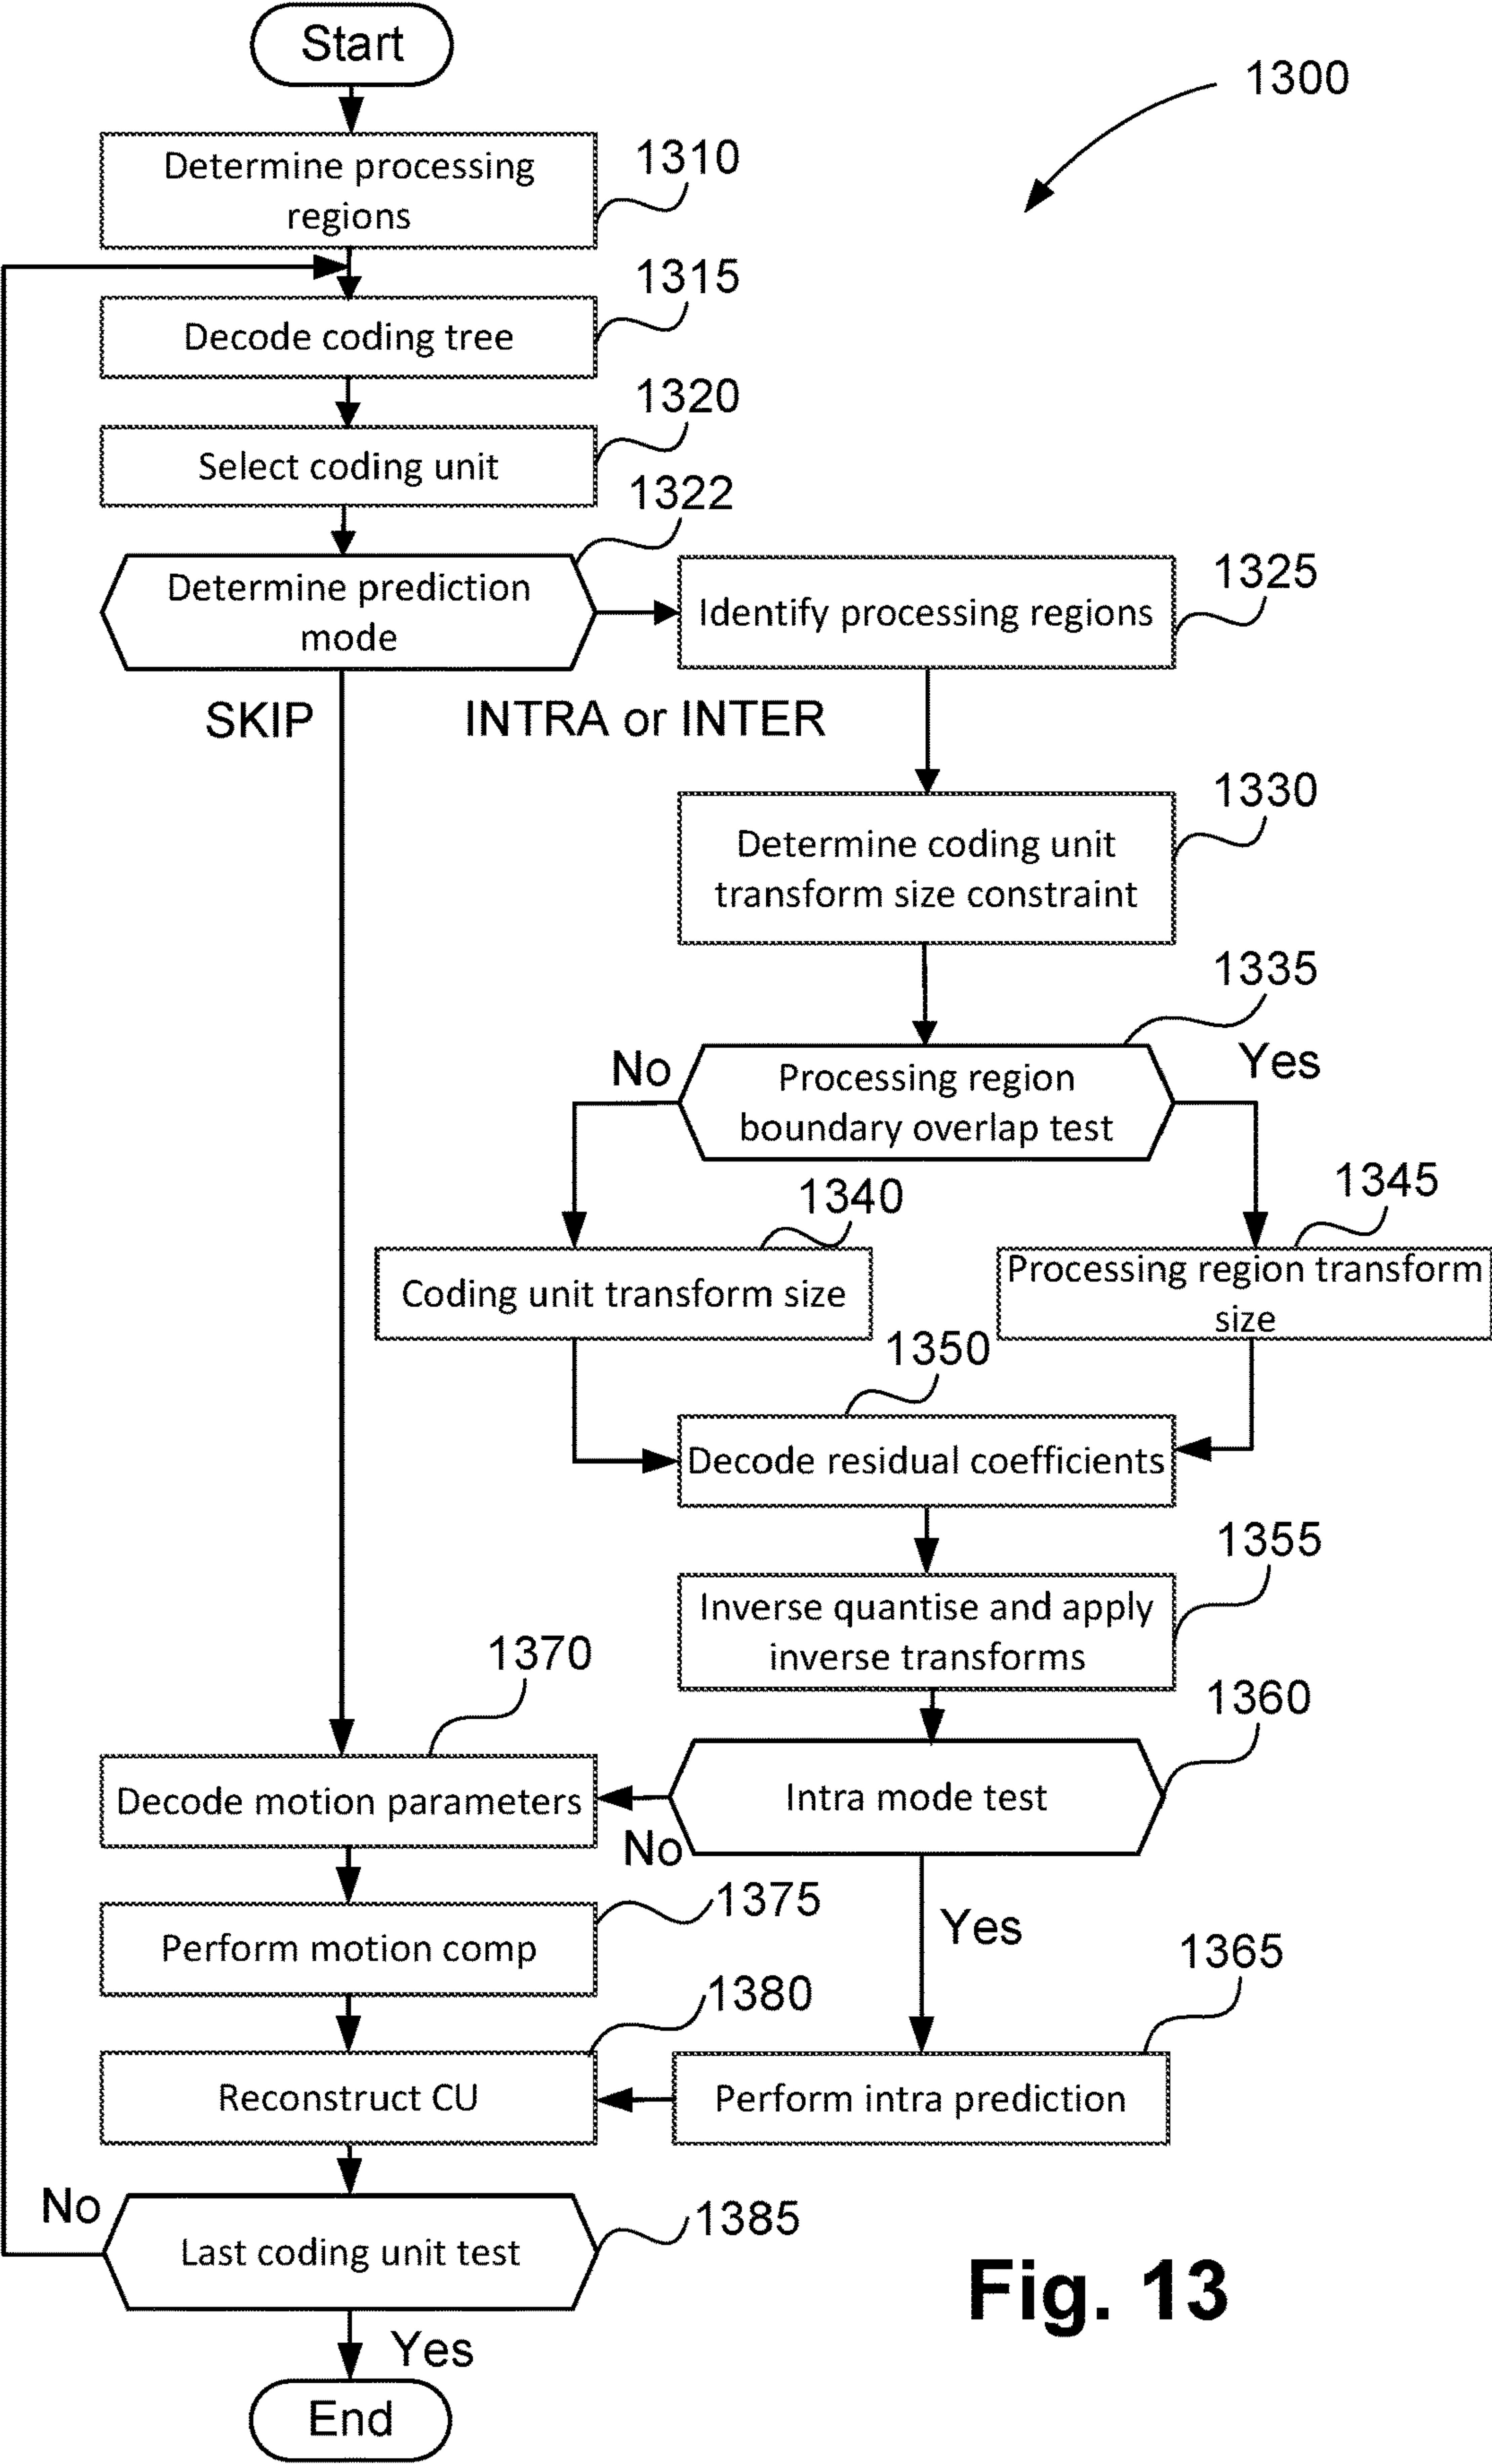 Start
1300
Determine processing
regions
1310
1315
Decode coding tree
1320
Select coding unit
1322
Determine prediction
mode
Identify processing regions
1325
SKIP
INTRA or INTER
1330
Determine coding unit
transform size constraint
1335
No
Yes
Processing region
boundary overlap test
1340
1345
Coding unit transform size
Processing region transform
size
1350
Decode residual coefficients
1355
Inverse quantise and apply
inverse transforms
1370
1360
Decode motion parameters
Intra mode test
No
1375
Yes
Perform motion comp
1380
1365
Reconstruct CU
Perform intra prediction
No
1385
Last coding unit test
Fig. 13
Yes
End